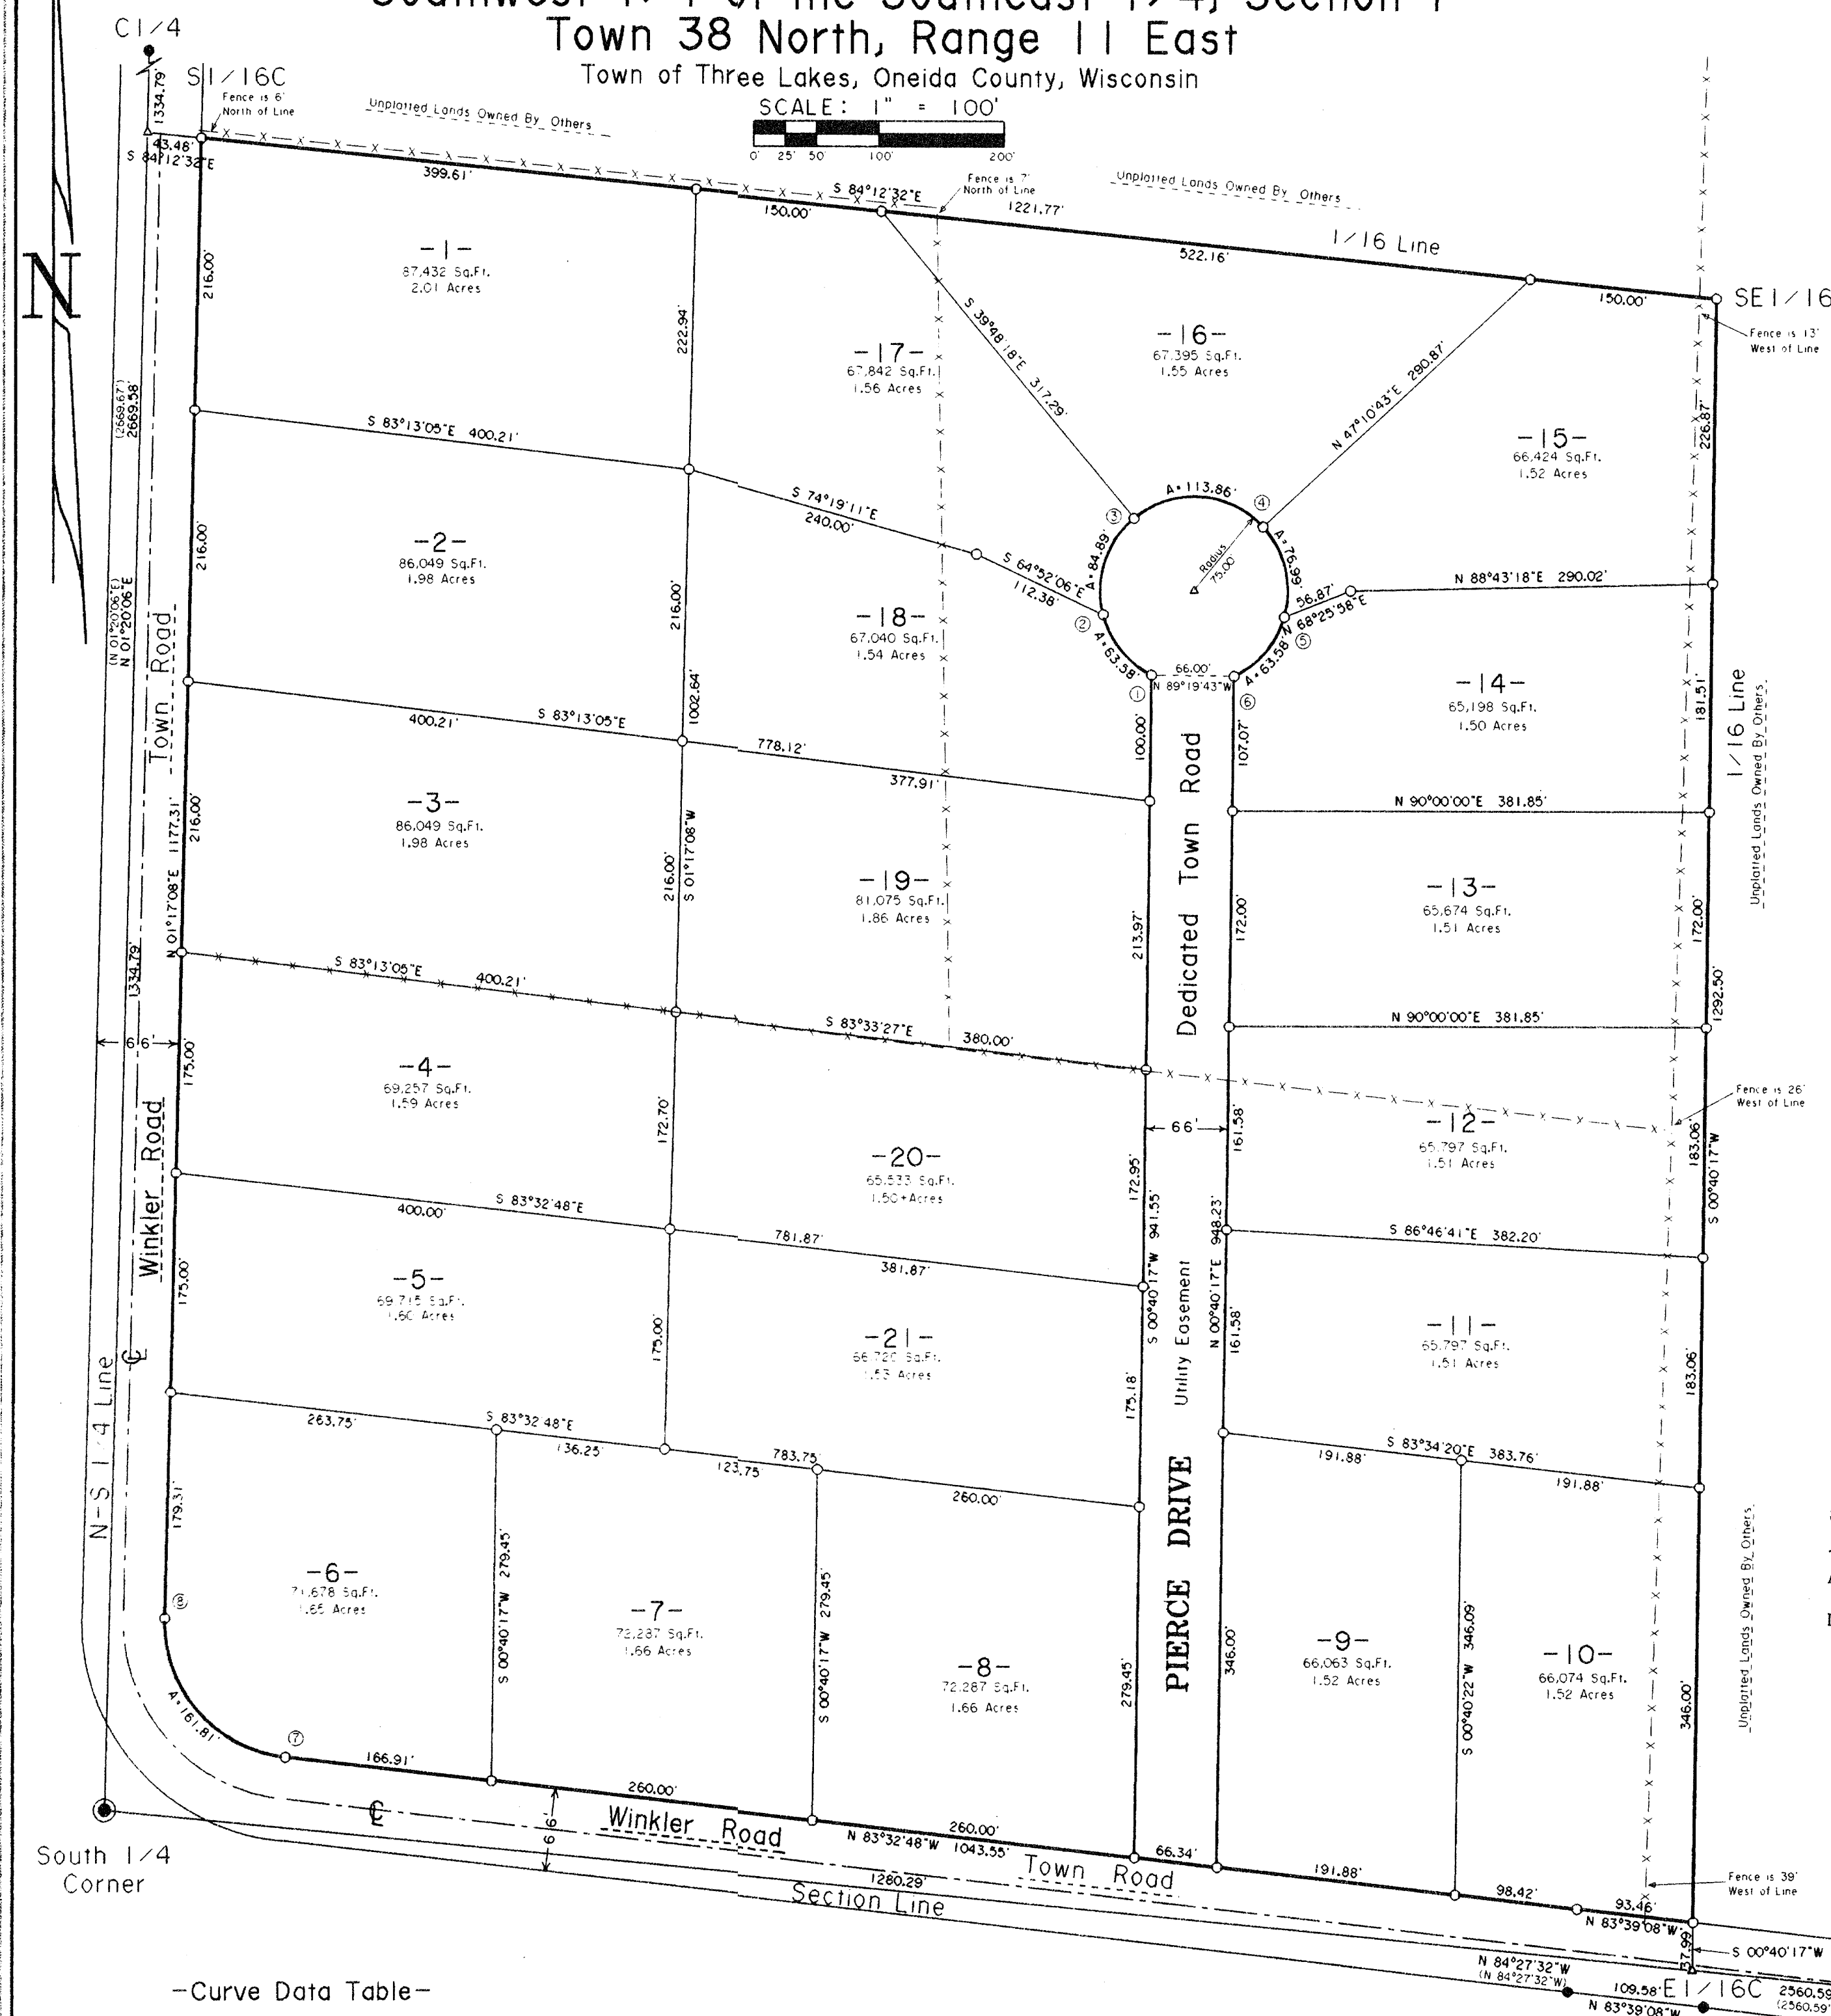 Town 38 North, Range 11 East
Town of Three Lakes, Oneida County, Wisconsin
SCALE: 1" = 100'
0' 25' 50' 100' 200'
C1/4
1334.79'
S1/16C
Fence is 6'
North of Line
Unplatted Lands Owned By Others
43.48'
S 84°12'32"E
399.61'
150.00'
S 84°12'32"E
1221.77'
Fence is 7'
North of Line
Unplatted Lands Owned By Others
522.16'
1/16 Line
150.00'
SE1/16
Fence is 13'
West of Line
N
216.00'
-1-
87,432 Sq.Ft.
2.01 Acres
222.94'
-17-
67,842 Sq.Ft.
1.56 Acres
S 39°48'18"E 317.29'
-16-
67,395 Sq.Ft.
1.55 Acres
N 47°10'43"E 290.87'
-15-
66,424 Sq.Ft.
1.52 Acres
226.87'
(2669.67')
2669.58'
S 83°13'05"E 400.21'
S 74°19'11"E
240.00'
S 64°52'06"E
112.38'
A=113.86'
A=84.89'
A=76.99'
Radius
75.00'
① ② ③ ④ ⑤ ⑥
A=63.58'
A=63.58'
66.00'
N 89°19'43"W
56.87'
N 68°25'58"E
N 88°43'18"E 290.02'
216.00'
-2-
86,049 Sq.Ft.
1.98 Acres
216.00'
-18-
67,040 Sq.Ft.
1.54 Acres
(N 01°20'06"E)
N 01°20'06"E
Town Road
1002.64'
-14-
65,198 Sq.Ft.
1.50 Acres
181.51'
1/16 Line
Unplatted Lands Owned By Others
400.21'
S 83°13'05"E
778.12'
377.91'
100.00'
107.07'
N 90°00'00"E 381.85'
N 01°17'08"E 1177.31'
216.00'
-3-
86,049 Sq.Ft.
1.98 Acres
216.00'
S 01°17'08"W
-19-
81,075 Sq.Ft.
1.86 Acres
213.97'
Dedicated Town Road
172.00'
-13-
65,674 Sq.Ft.
1.51 Acres
172.00'
1292.50'
1334.79'
S 83°13'05"E 400.21'
S 83°33'27"E 380.00'
N 90°00'00"E 381.85'
66'
175.00'
-4-
69,257 Sq.Ft.
1.59 Acres
172.70'
-20-
65,533 Sq.Ft.
1.50+Acres
172.95'
66'
161.58'
-12-
65,797 Sq.Ft.
1.51 Acres
183.06'
S 00°40'17"W
Fence is 26'
West of Line
Winkler Road
400.00'
S 83°32'48"E
781.87'
381.87'
S 86°46'41"E 382.20'
175.00'
-5-
69,715 Sq.Ft.
1.60 Acres
175.00'
-21-
1.53 Acres
175.18'
S 00°40'17"W 941.55'
Utility Easement
N 00°40'17"E 948.23'
161.58'
-11-
65,797 Sq.Ft.
1.51 Acres
183.06'
N-S 1/4 Line
263.75'
S 83°32'48"E
136.25'
783.75'
123.75
260.00'
S 83°34'20"E 383.76'
191.88'
191.88'
179.31'
-6-
71,678 Sq.Ft.
1.65 Acres
S 00°40'17"W 279.45'
-7-
72,287 Sq.Ft.
1.66 Acres
S 00°40'17"W 279.45'
-8-
72,287 Sq.Ft.
1.66 Acres
279.45'
PIERCE DRIVE
346.00'
-9-
66,063 Sq.Ft.
1.52 Acres
S 00°40'22"W 346.09'
-10-
66,074 Sq.Ft.
1.52 Acres
346.00'
Unplatted Lands Owned By Others
⑧
A=161.81'
⑦
166.91'
260.00'
66'
Winkler Road
260.00'
N 83°32'48"W 1043.55'
66.34'
Town Road
191.88'
98.42'
93.46'
N 83°39'08"W
Fence is 39'
West of Line
South 1/4
Corner
1280.29'
Section Line
37.99'
S 00°40'17"W
N 84°27'32"W
(N 84°27'32"W)
109.58'
E1/16C
N 83°39'08"W
2560.59
(2560.59
-Curve Data Table-